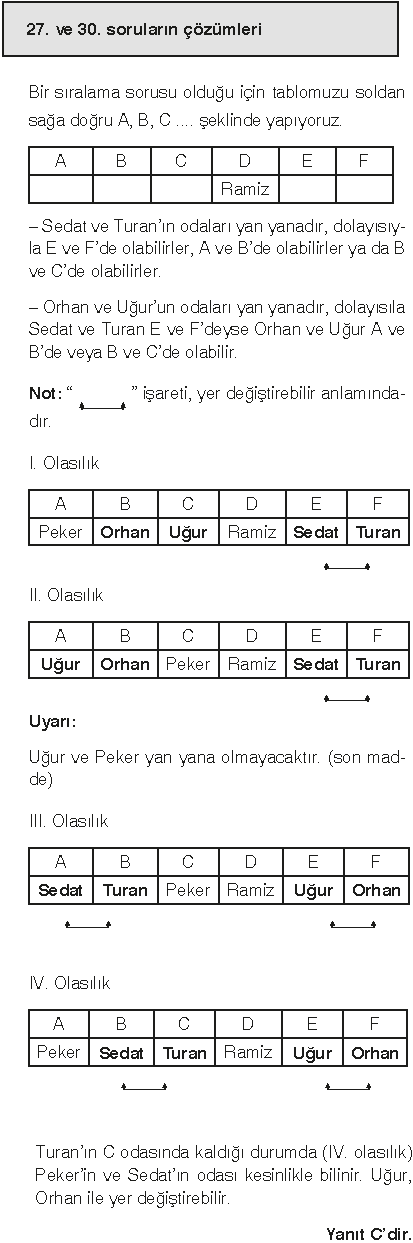 27. ve 30. soruların çözümleri
Bir sıralama sorusu olduğu için tablomuzu soldan
sağa doğru A, B, C .... şeklinde yapıyoruz.
A B C D E F
Ramiz
– Sedat ve Turan'ın odaları yan yanadır, dolayısıy-
la E ve F'de olabilirler, A ve B'de olabilirler ya da B
ve C'de olabilirler.
– Orhan ve Uğur'un odaları yan yanadır, dolayısıla
Sedat ve Turan E ve F'deyse Orhan ve Uğur A ve
B'de veya B ve C'de olabilir.
Not: “ ” işareti, yer değiştirebilir anlamında-
dır.
I. Olasılık
A B C D E F
Peker Orhan Uğur Ramiz Sedat Turan
II. Olasılık
A B C D E F
Uğur Orhan Peker Ramiz Sedat Turan
Uyarı:
Uğur ve Peker yan yana olmayacaktır. (son mad-
de)
III. Olasılık
A B C D E F
Sedat Turan Peker Ramiz Uğur Orhan
IV. Olasılık
A B C D E F
Peker Sedat Turan Ramiz Uğur Orhan
Turan'ın C odasında kaldığı durumda (IV. olasılık)
Peker'in ve Sedat'ın odası kesinlikle bilinir. Uğur,
Orhan ile yer değiştirebilir.
Yanıt C'dir.